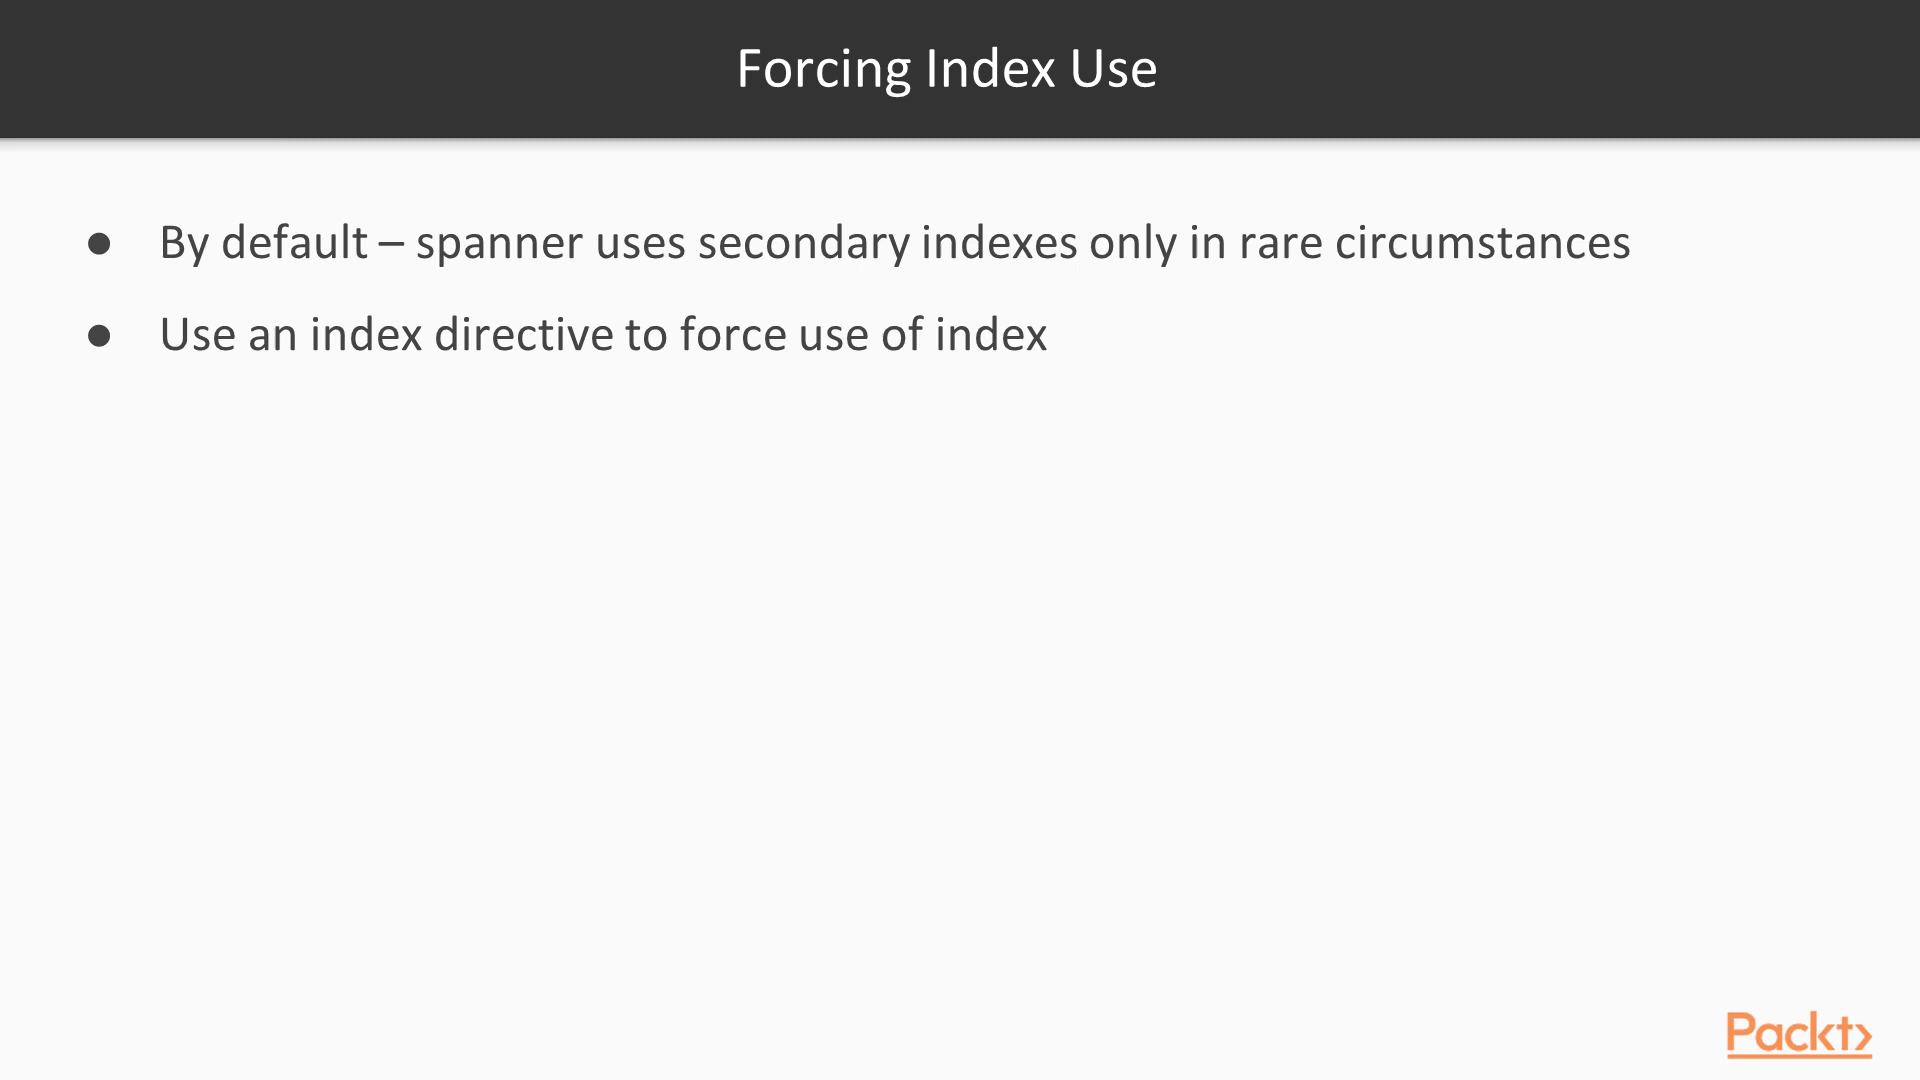 Forcing Index Use
● By default – spanner uses secondary indexes only in rare circumstances
● Use an index directive to force use of index
Packt>